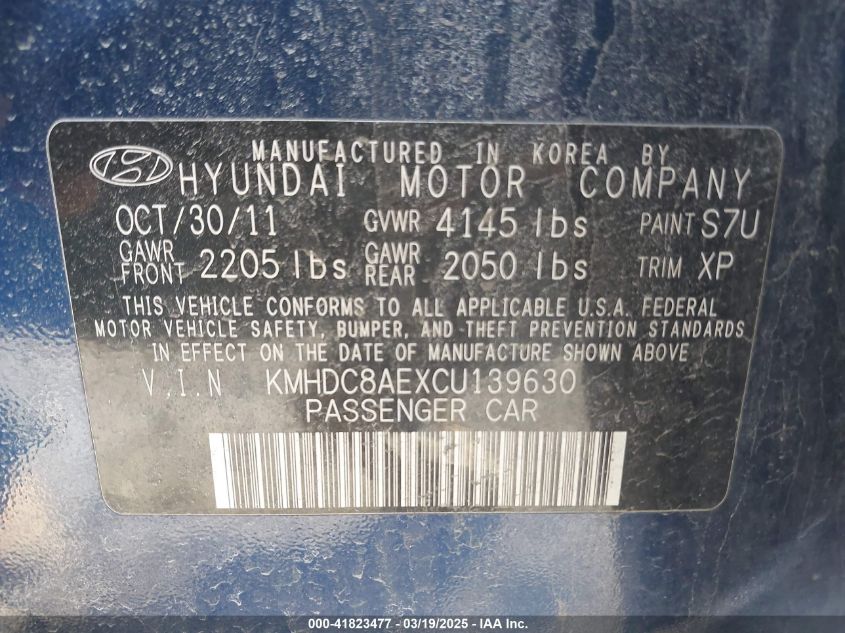 MANUFACTURED IN KOREA BY
HYUNDAI MOTOR COMPANY
OCT/30/11 GVWR 4145 lbs PAINT S7U
GAWR FRONT 2205 lbs GAWR REAR 2050 lbs TRIM XP
THIS VEHICLE CONFORMS TO ALL APPLICABLE U.S.A. FEDERAL
MOTOR VEHICLE SAFETY, BUMPER, AND THEFT PREVENTION STANDARDS
IN EFFECT ON THE DATE OF MANUFACTURE SHOWN ABOVE
V.I.N KMHDC8AEXCU139630
PASSENGER CAR
000-41823477 - 03/19/2025 - IAA Inc.